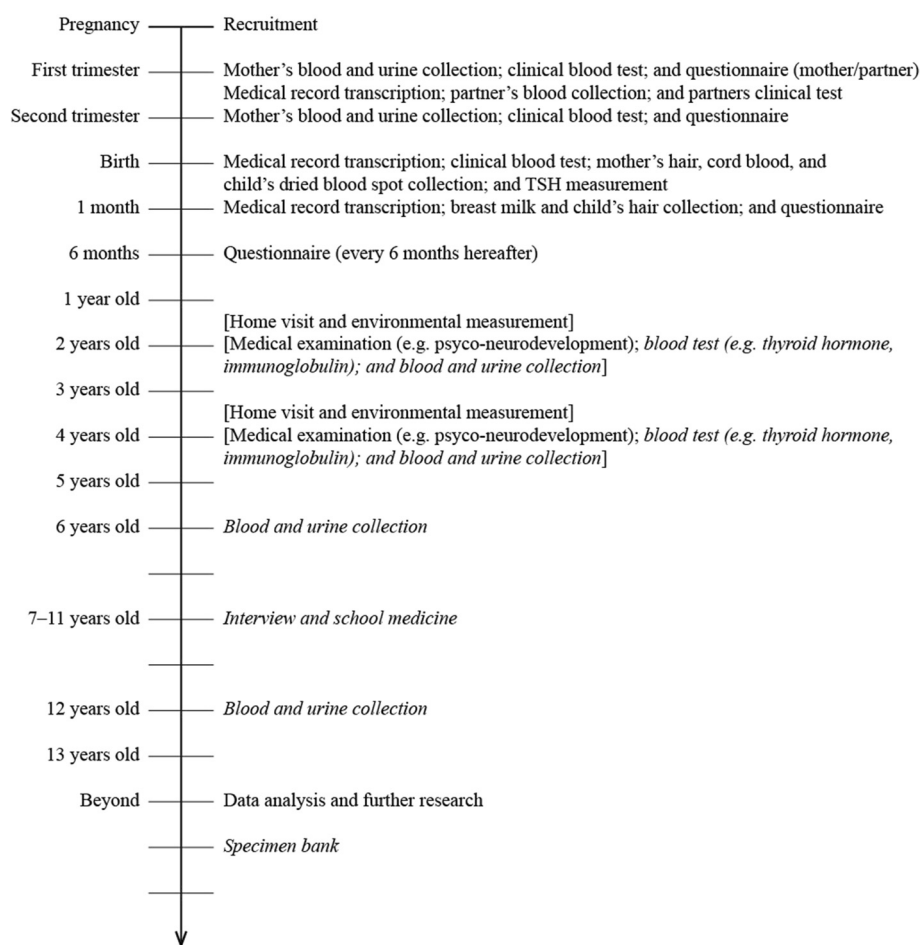 Pregnancy Recruitment
First trimester Mother's blood and urine collection; clinical blood test; and questionnaire (mother/partner)
Medical record transcription; partner's blood collection; and partners clinical test
Second trimester Mother's blood and urine collection; clinical blood test; and questionnaire
Birth Medical record transcription; clinical blood test; mother's hair, cord blood, and
child's dried blood spot collection; and TSH measurement
1 month Medical record transcription; breast milk and child's hair collection; and questionnaire
6 months Questionnaire (every 6 months hereafter)
1 year old
[Home visit and environmental measurement]
2 years old [Medical examination (e.g. psyco-neurodevelopment); blood test (e.g. thyroid hormone,
immunoglobulin); and blood and urine collection]
3 years old
[Home visit and environmental measurement]
4 years old [Medical examination (e.g. psyco-neurodevelopment); blood test (e.g. thyroid hormone,
immunoglobulin); and blood and urine collection]
5 years old
6 years old Blood and urine collection
7–11 years old Interview and school medicine
12 years old Blood and urine collection
13 years old
Beyond Data analysis and further research
Specimen bank